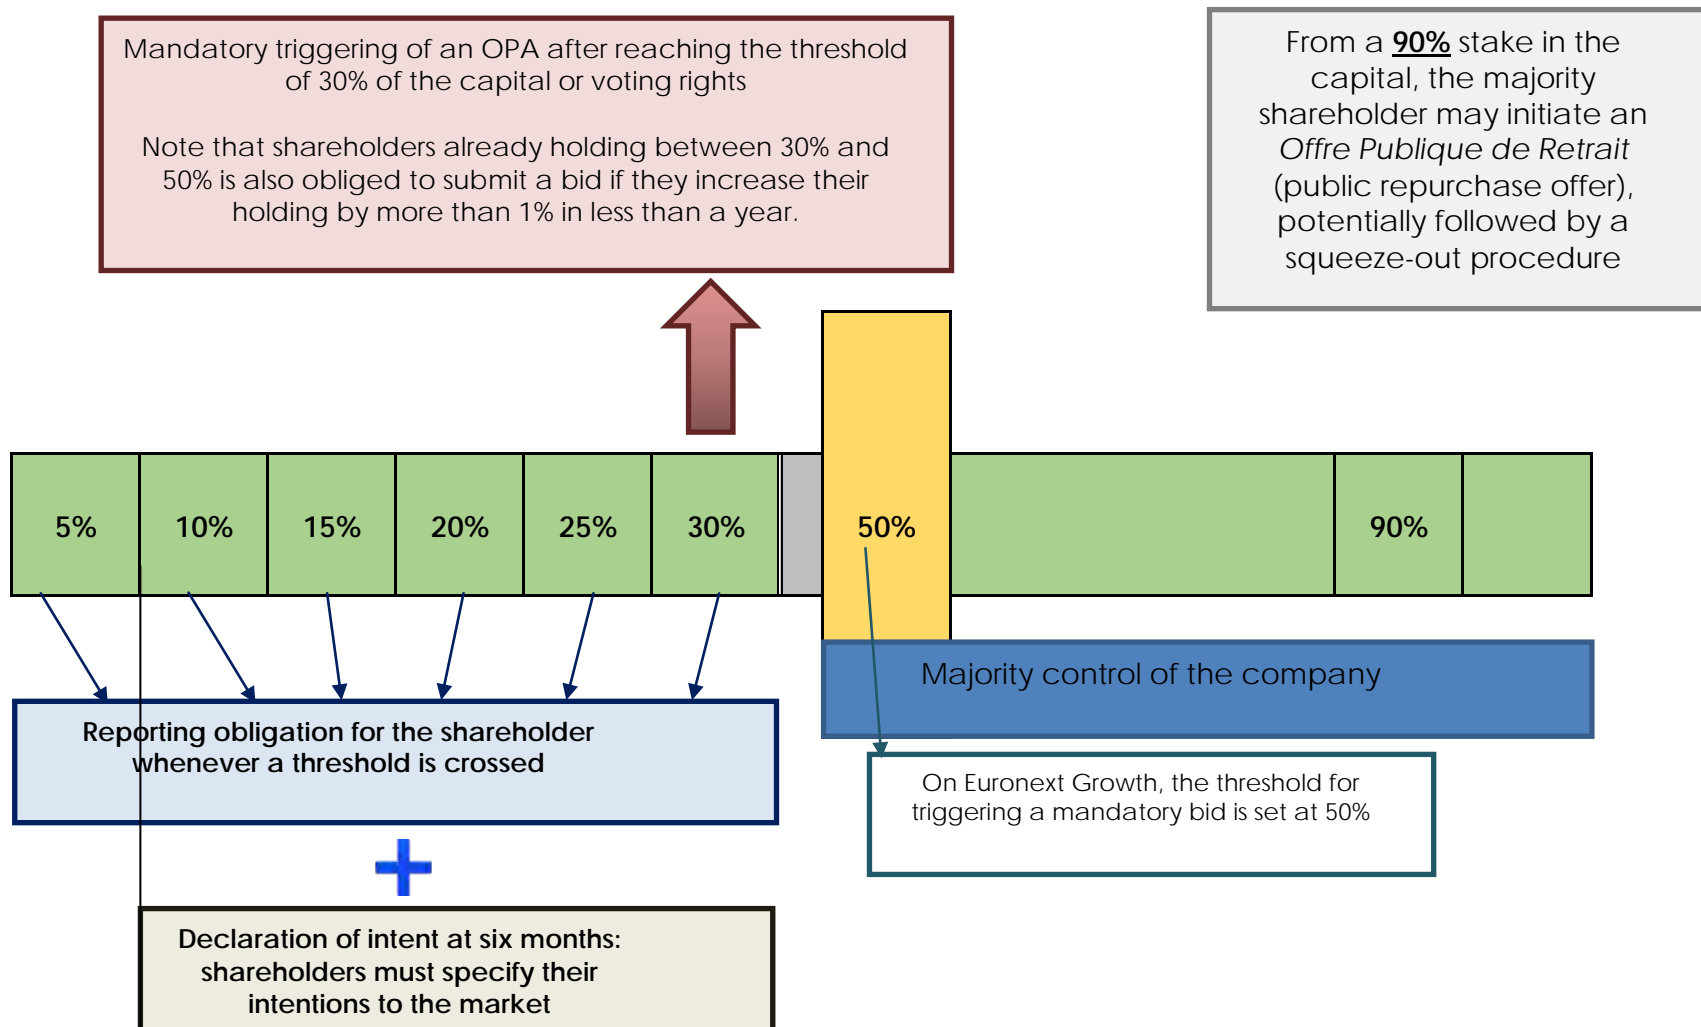 Mandatory triggering of an OPA after reaching the threshold
of 30% of the capital or voting rights
Note that shareholders already holding between 30% and
50% is also obliged to submit a bid if they increase their
holding by more than 1% in less than a year.
From a 90% stake in the
capital, the majority
shareholder may initiate an
Offre Publique de Retrait
(public repurchase offer),
potentially followed by a
squeeze-out procedure
5%
10%
15%
20%
25%
30%
50%
90%
Reporting obligation for the shareholder
whenever a threshold is crossed
Majority control of the company
On Euronext Growth, the threshold for
triggering a mandatory bid is set at 50%
Declaration of intent at six months:
shareholders must specify their
intentions to the market